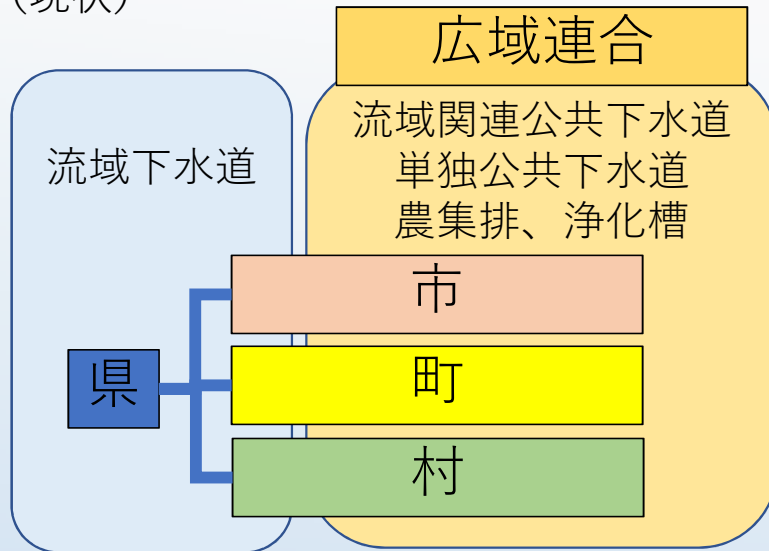 （現状）
広域連合
流域下水道
流域関連公共下水道
単独公共下水道
農集排、浄化槽
県
市
町
村